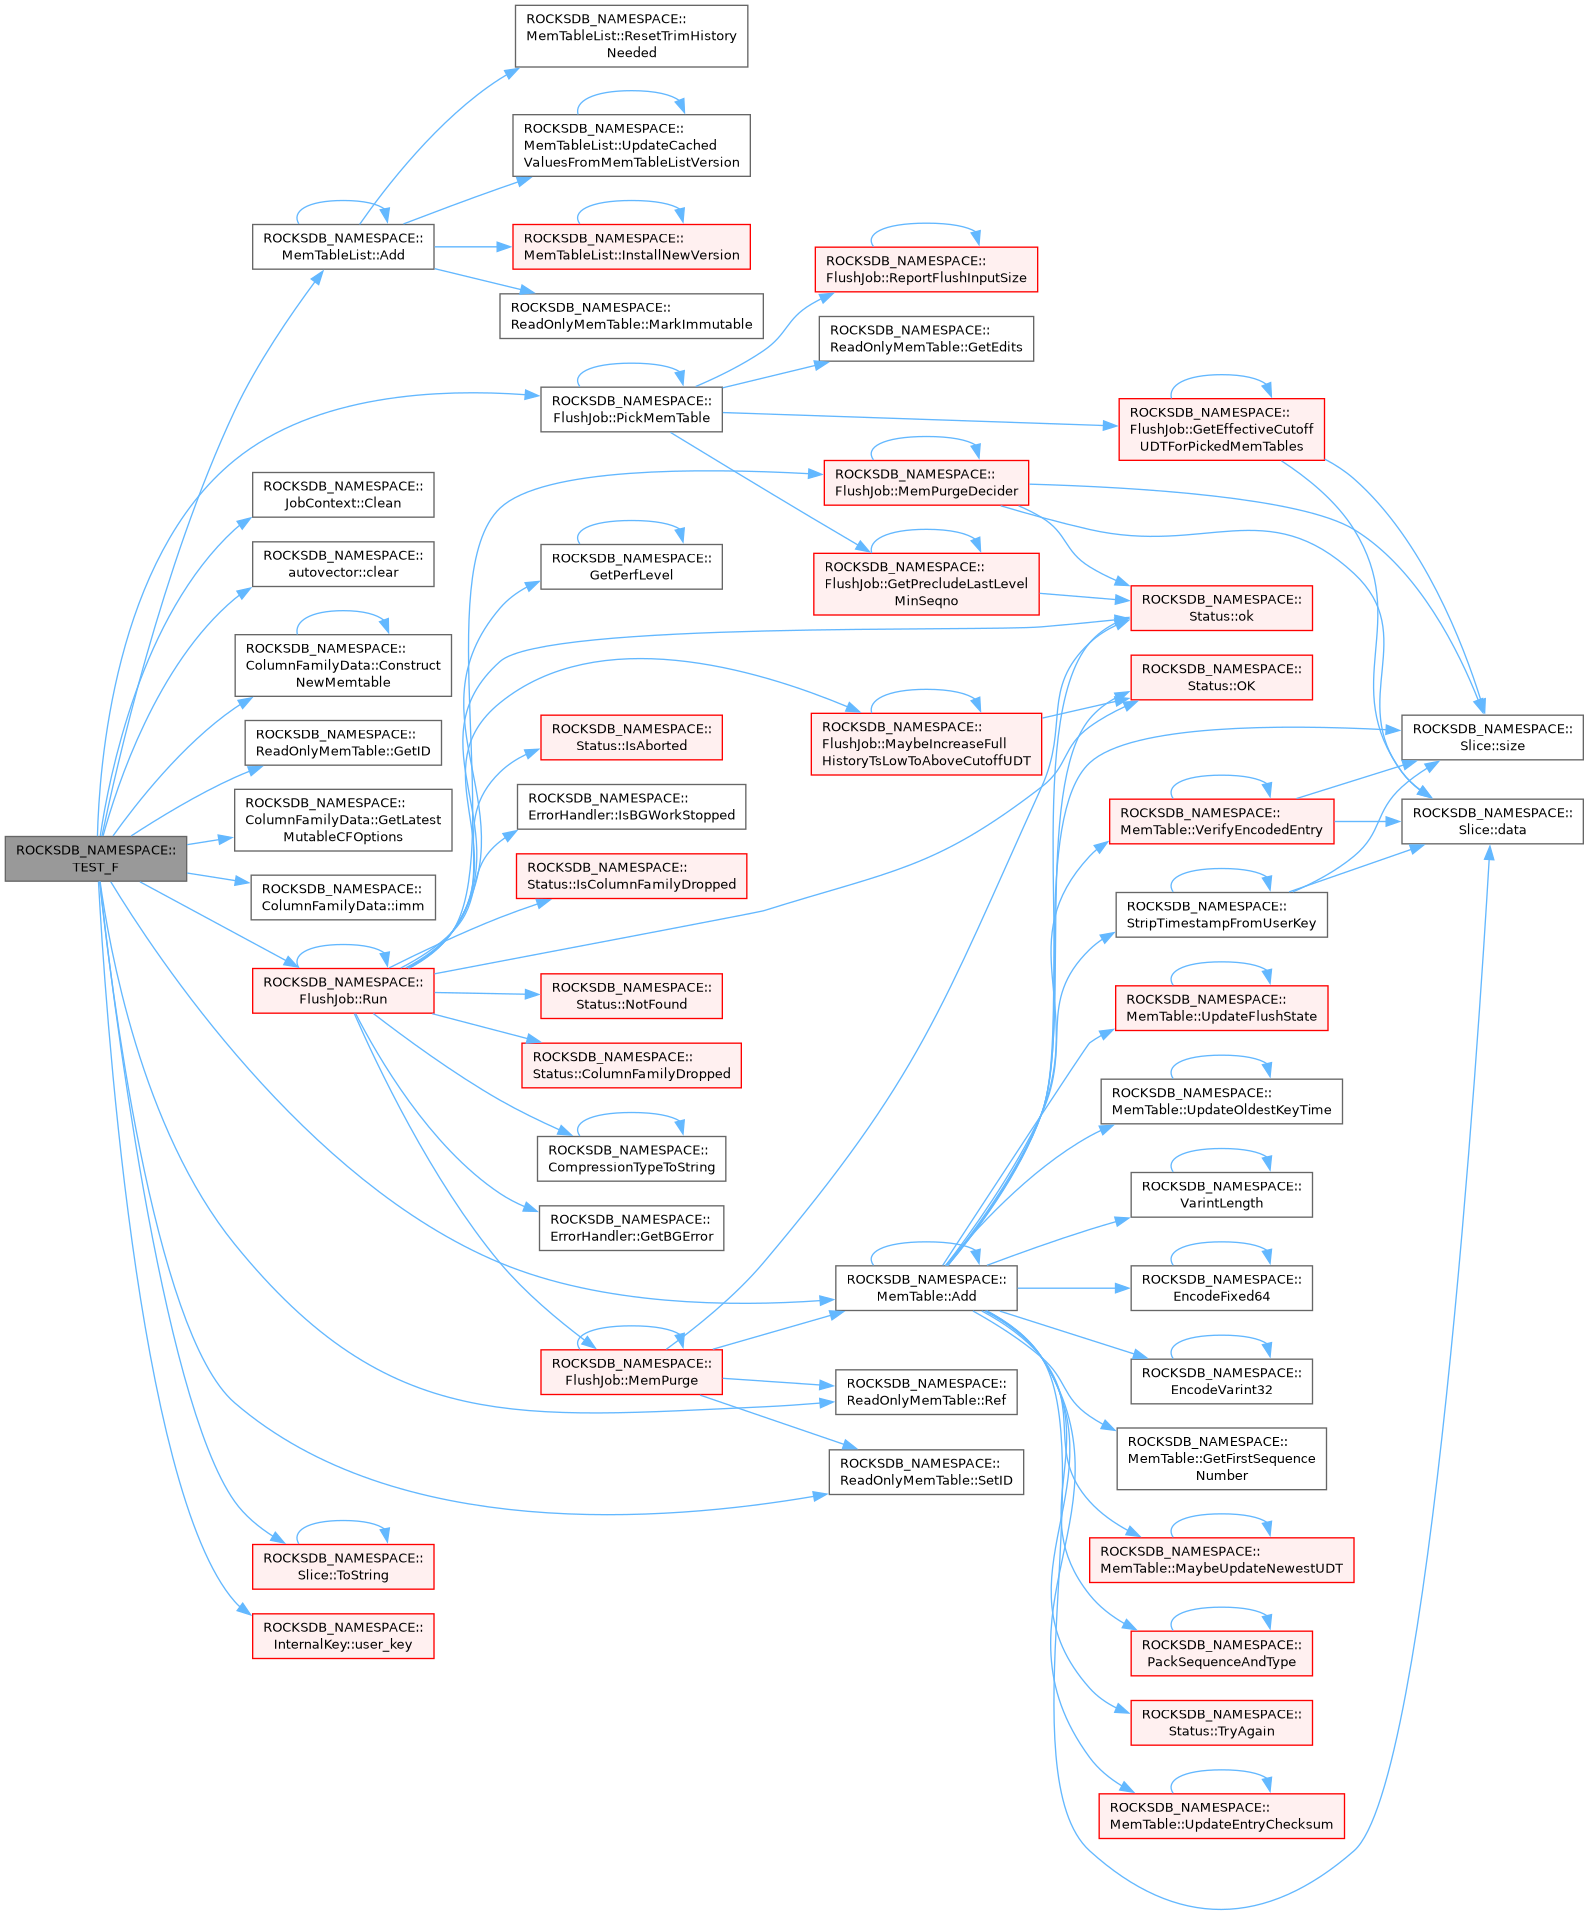 ROCKSDB_NAMESPACE::
TEST_F
ROCKSDB_NAMESPACE::
MemTableList::Add
ROCKSDB_NAMESPACE::
JobContext::Clean
ROCKSDB_NAMESPACE::
autovector::clear
ROCKSDB_NAMESPACE::
ColumnFamilyData::Construct
NewMemtable
ROCKSDB_NAMESPACE::
ReadOnlyMemTable::GetID
ROCKSDB_NAMESPACE::
ColumnFamilyData::GetLatest
MutableCFOptions
ROCKSDB_NAMESPACE::
ColumnFamilyData::imm
ROCKSDB_NAMESPACE::
FlushJob::Run
ROCKSDB_NAMESPACE::
Slice::ToString
ROCKSDB_NAMESPACE::
InternalKey::user_key
ROCKSDB_NAMESPACE::
MemTableList::ResetTrimHistory
Needed
ROCKSDB_NAMESPACE::
MemTableList::UpdateCached
ValuesFromMemTableListVersion
ROCKSDB_NAMESPACE::
MemTableList::InstallNewVersion
ROCKSDB_NAMESPACE::
ReadOnlyMemTable::MarkImmutable
ROCKSDB_NAMESPACE::
FlushJob::PickMemTable
ROCKSDB_NAMESPACE::
GetPerfLevel
ROCKSDB_NAMESPACE::
Status::IsAborted
ROCKSDB_NAMESPACE::
ErrorHandler::IsBGWorkStopped
ROCKSDB_NAMESPACE::
Status::IsColumnFamilyDropped
ROCKSDB_NAMESPACE::
Status::NotFound
ROCKSDB_NAMESPACE::
Status::ColumnFamilyDropped
ROCKSDB_NAMESPACE::
CompressionTypeToString
ROCKSDB_NAMESPACE::
ErrorHandler::GetBGError
ROCKSDB_NAMESPACE::
FlushJob::MemPurge
ROCKSDB_NAMESPACE::
FlushJob::ReportFlushInputSize
ROCKSDB_NAMESPACE::
ReadOnlyMemTable::GetEdits
ROCKSDB_NAMESPACE::
FlushJob::MemPurgeDecider
ROCKSDB_NAMESPACE::
FlushJob::GetPrecludeLastLevel
MinSeqno
ROCKSDB_NAMESPACE::
FlushJob::MaybeIncreaseFull
HistoryTsLowToAboveCutoffUDT
ROCKSDB_NAMESPACE::
MemTable::Add
ROCKSDB_NAMESPACE::
ReadOnlyMemTable::Ref
ROCKSDB_NAMESPACE::
ReadOnlyMemTable::SetID
ROCKSDB_NAMESPACE::
FlushJob::GetEffectiveCutoff
UDTForPickedMemTables
ROCKSDB_NAMESPACE::
Status::ok
ROCKSDB_NAMESPACE::
Status::OK
ROCKSDB_NAMESPACE::
MemTable::VerifyEncodedEntry
ROCKSDB_NAMESPACE::
StripTimestampFromUserKey
ROCKSDB_NAMESPACE::
MemTable::UpdateFlushState
ROCKSDB_NAMESPACE::
MemTable::UpdateOldestKeyTime
ROCKSDB_NAMESPACE::
VarintLength
ROCKSDB_NAMESPACE::
EncodeFixed64
ROCKSDB_NAMESPACE::
EncodeVarint32
ROCKSDB_NAMESPACE::
MemTable::GetFirstSequence
Number
ROCKSDB_NAMESPACE::
MemTable::MaybeUpdateNewestUDT
ROCKSDB_NAMESPACE::
PackSequenceAndType
ROCKSDB_NAMESPACE::
Status::TryAgain
ROCKSDB_NAMESPACE::
MemTable::UpdateEntryChecksum
ROCKSDB_NAMESPACE::
Slice::size
ROCKSDB_NAMESPACE::
Slice::data